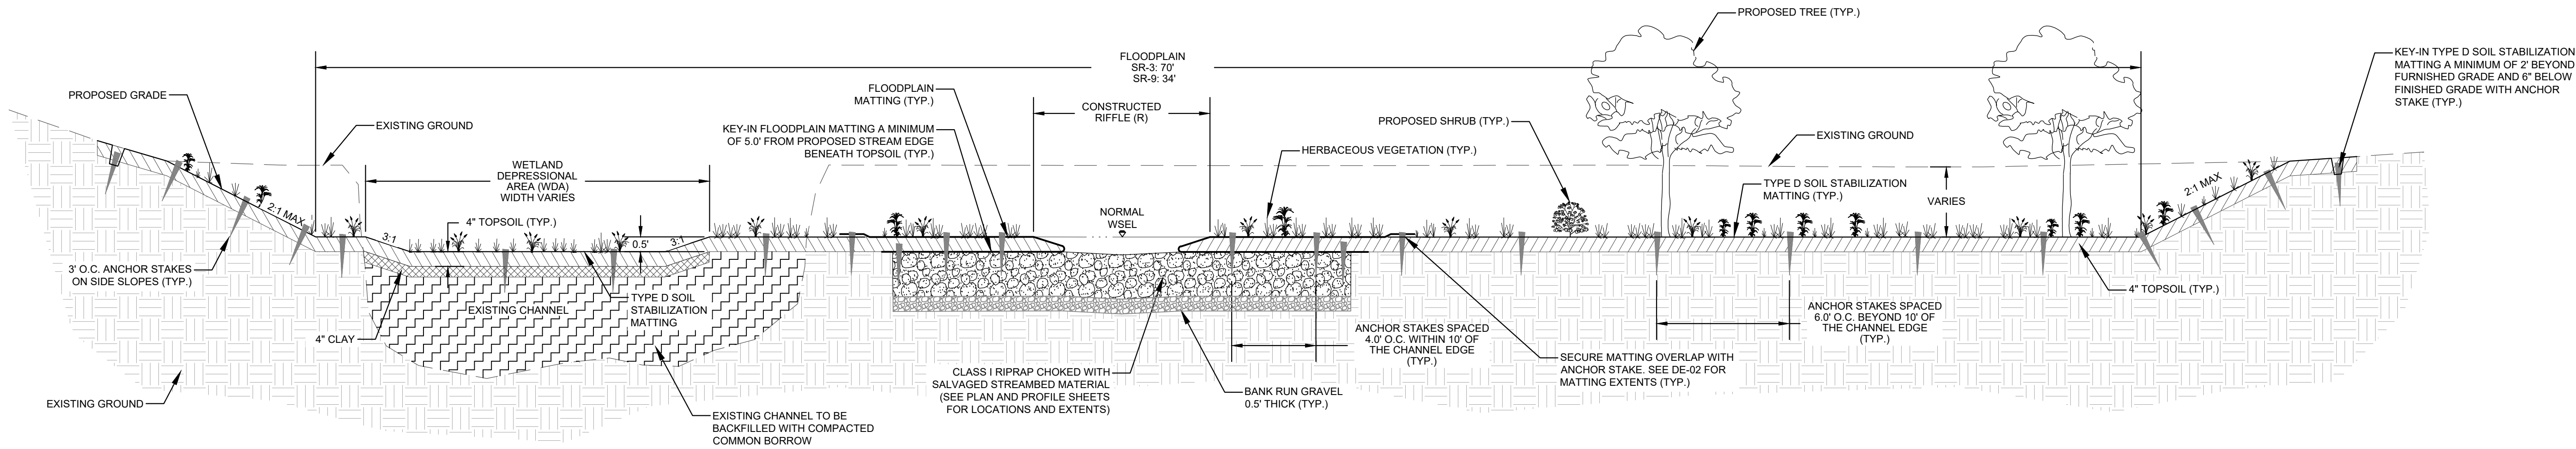 PROPOSED TREE (TYP.)
FLOODPLAIN
SR-3: 70'
SR-9: 34'
KEY-IN TYPE D SOIL STABILIZATION
MATTING A MINIMUM OF 2' BEYOND
FURNISHED GRADE AND 6" BELOW
FINISHED GRADE WITH ANCHOR
STAKE (TYP.)
PROPOSED GRADE
EXISTING GROUND
FLOODPLAIN
MATTING (TYP.)
CONSTRUCTED
RIFFLE (R)
KEY-IN FLOODPLAIN MATTING A MINIMUM
OF 5.0' FROM PROPOSED STREAM EDGE
BENEATH TOPSOIL (TYP.)
PROPOSED SHRUB (TYP.)
EXISTING GROUND
HERBACEOUS VEGETATION (TYP.)
WETLAND
DEPRESSIONAL
AREA (WDA)
WIDTH VARIES
TYPE D SOIL STABILIZATION
MATTING (TYP.)
VARIES
2:1 MAX
2:1 MAX
4" TOPSOIL (TYP.)
NORMAL
WSEL
3:1
0.5'
3:1
3' O.C. ANCHOR STAKES
ON SIDE SLOPES (TYP.)
4" TOPSOIL (TYP.)
TYPE D SOIL
STABILIZATION
MATTING
EXISTING CHANNEL
4" CLAY
ANCHOR STAKES SPACED
4.0' O.C. WITHIN 10' OF
THE CHANNEL EDGE
(TYP.)
ANCHOR STAKES SPACED
6.0' O.C. BEYOND 10' OF
THE CHANNEL EDGE
(TYP.)
SECURE MATTING OVERLAP WITH
ANCHOR STAKE. SEE DE-02 FOR
MATTING EXTENTS (TYP.)
CLASS I RIPRAP CHOKED WITH
SALVAGED STREAMBED MATERIAL
(SEE PLAN AND PROFILE SHEETS
FOR LOCATIONS AND EXTENTS)
BANK RUN GRAVEL
0.5' THICK (TYP.)
EXISTING GROUND
EXISTING CHANNEL TO BE
BACKFILLED WITH COMPACTED
COMMON BORROW